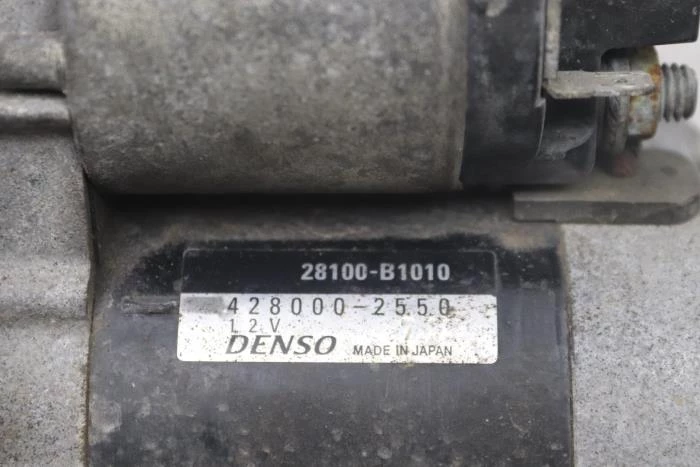 28100-B1010
428000-2550
12V
DENSO MADE IN JAPAN